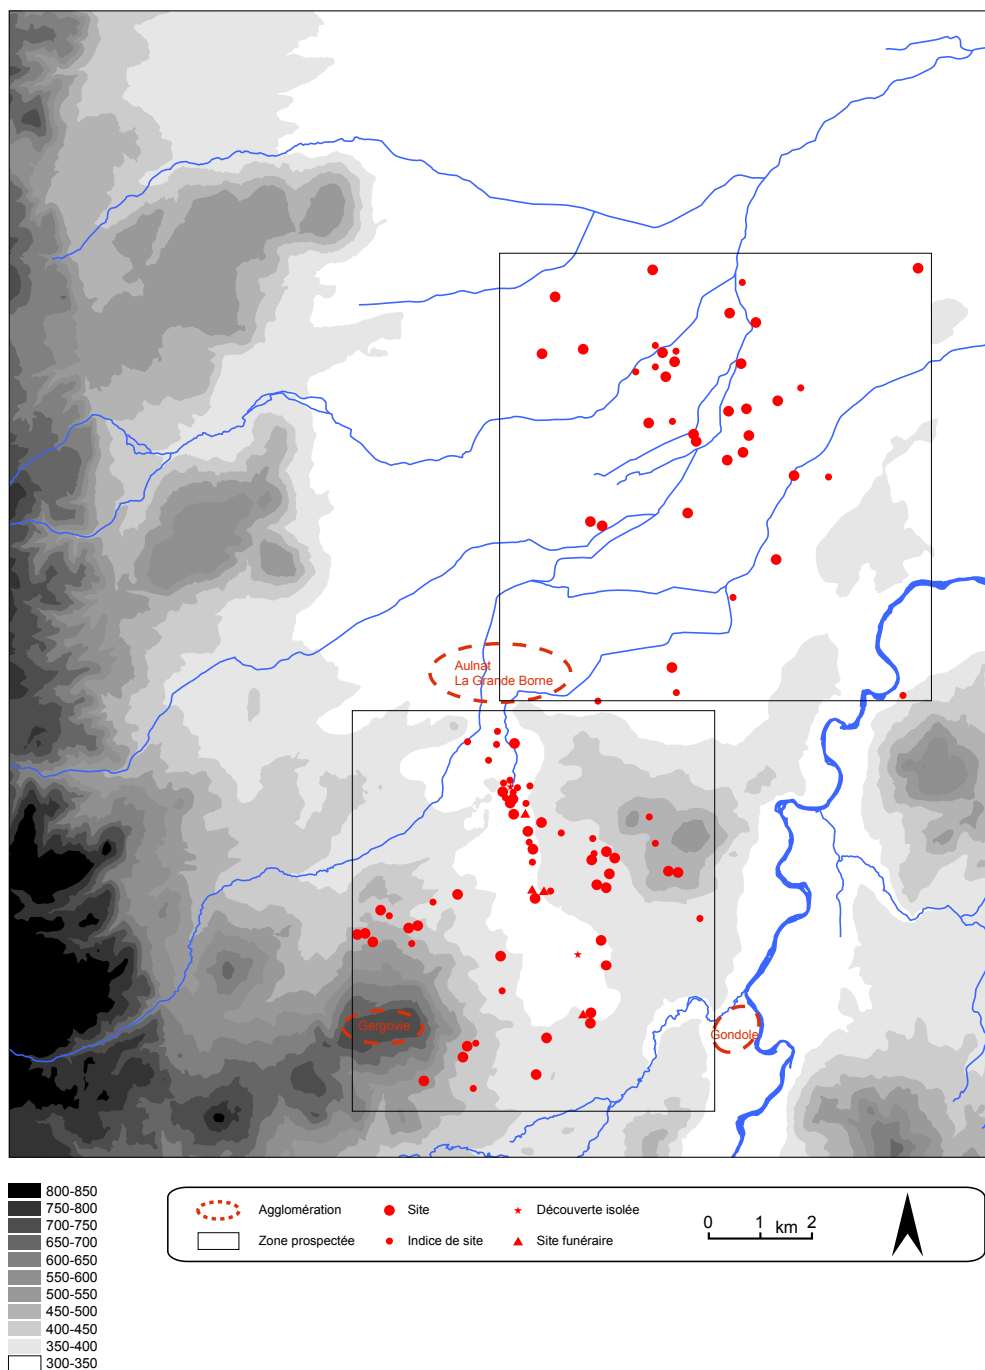 Aulnat
La Grande Borne
Gergovie
Gondole
800-850
750-800
700-750
650-700
600-650
550-600
500-550
450-500
400-450
350-400
300-350
Agglomération
Site
Découverte isolée
Zone prospectée
Indice de site
Site funéraire
0 1 2
km